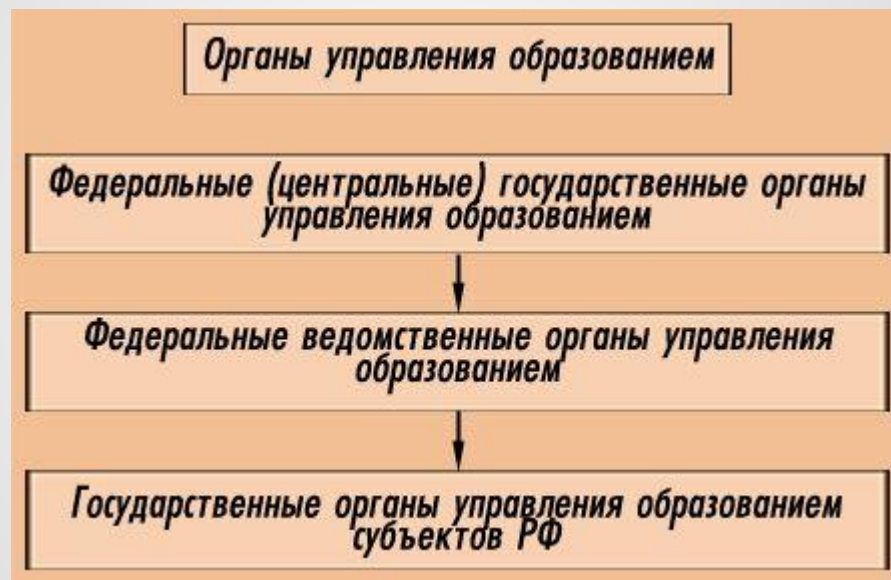 Органы управления образованием
Федеральные (центральные) государственные органы
управления образованием
Федеральные ведомственные органы управления
образованием
Государственные органы управления образованием
субъектов РФ